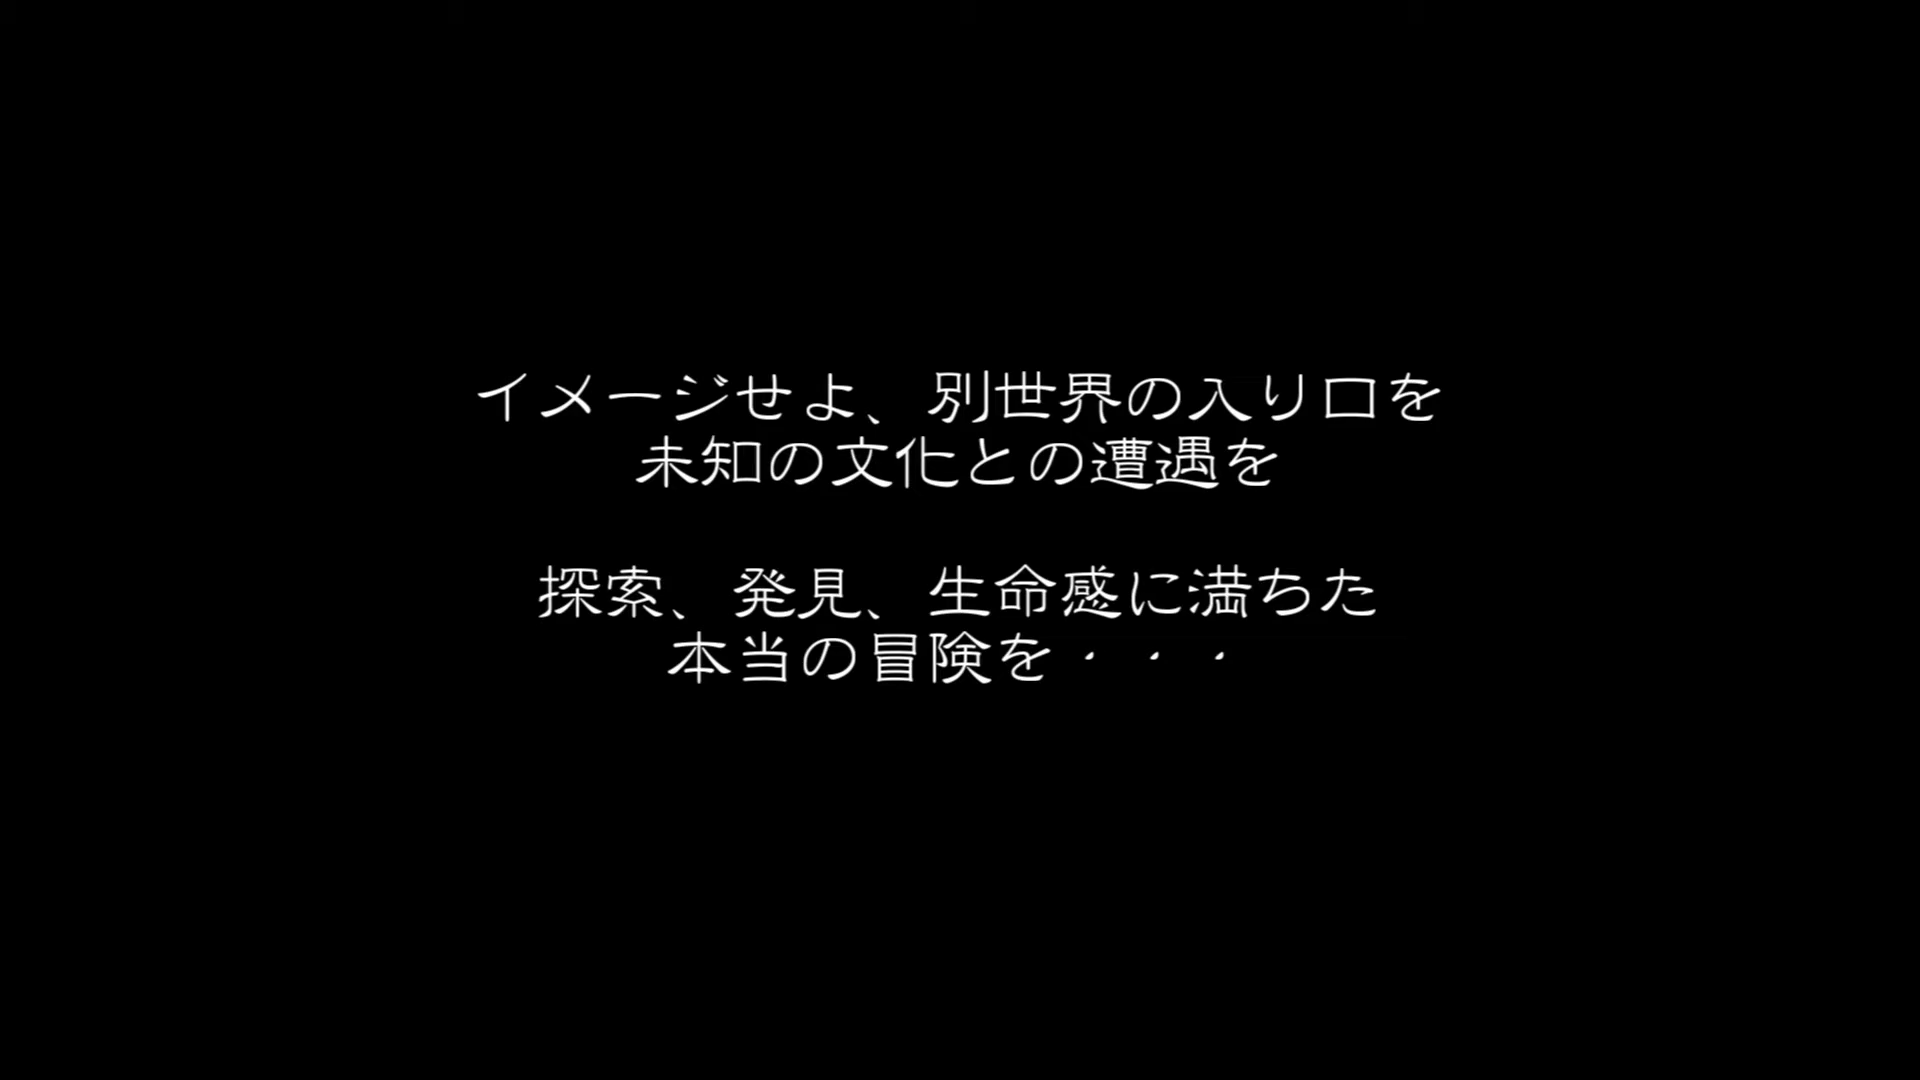 イメージせよ、別世界の入り口を
未知の文化との遭遇を
探索、発見、生命感に満ちた
本当の冒険を・・・